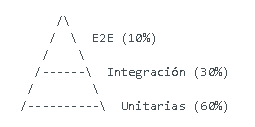 E2E (10%)
Integración (30%)
Unitarias (60%)